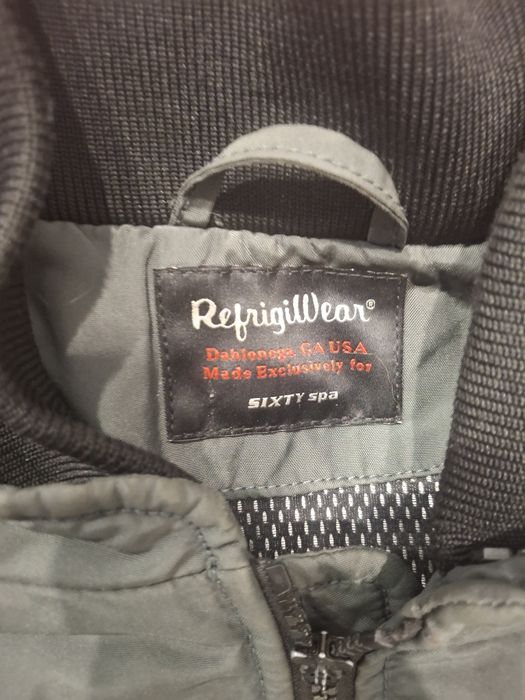 RefrigiWear®
Dahlonega, GA USA
Made Exclusively for
SIXTY spa